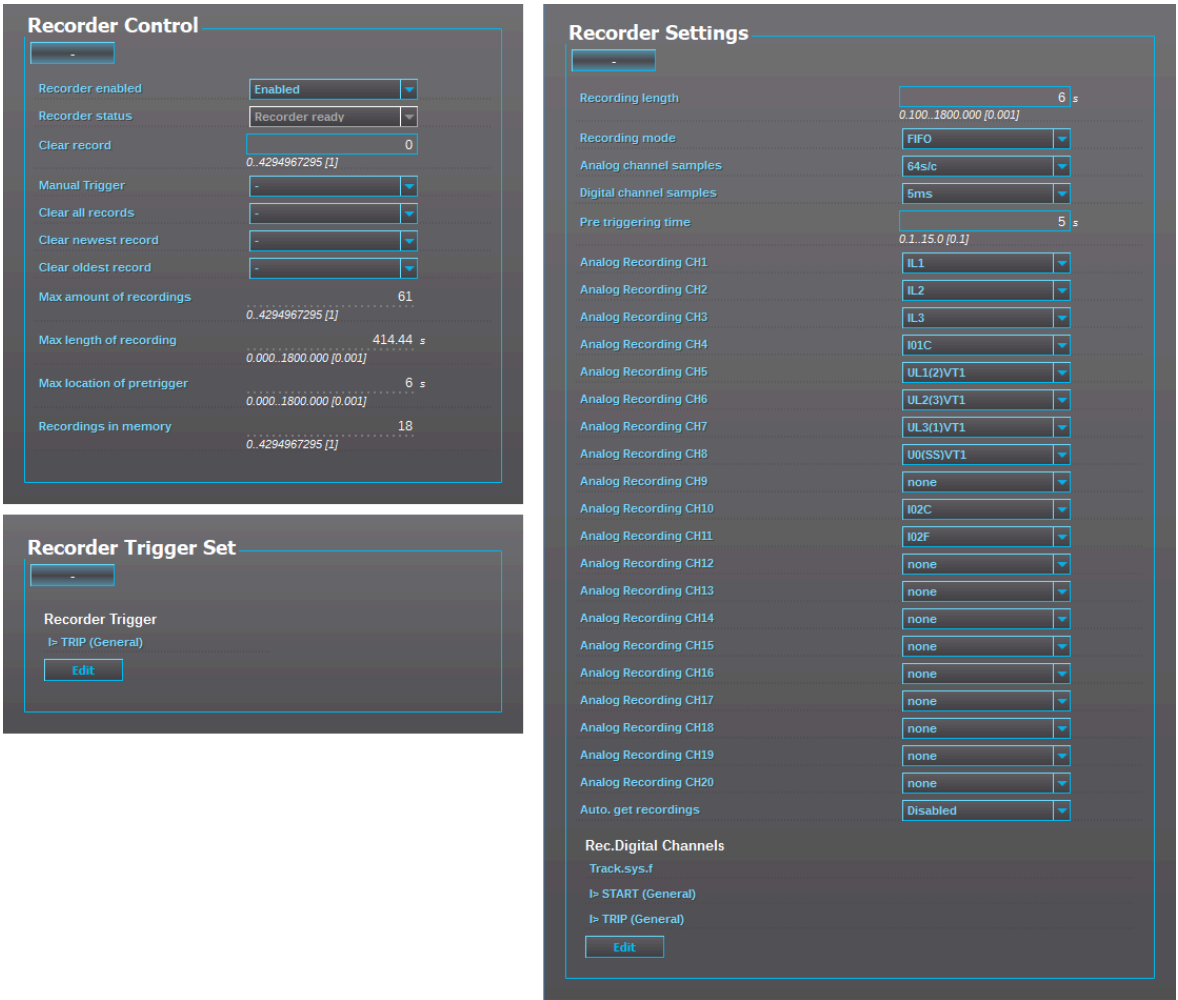 Recorder Control
-
Recorder enabled Enabled
Recorder status Recorder ready
Clear record 0
0..4294967295 [1]
Manual Trigger -
Clear all records -
Clear newest record -
Clear oldest record -
Max amount of recordings 61
0..4294967295 [1]
Max length of recording 414.44 s
0.000..1800.000 [0.001]
Max location of pretrigger 6 s
0.000..1800.000 [0.001]
Recordings in memory 18
0..4294967295 [1]
Recorder Trigger Set
-
Recorder Trigger
I> TRIP (General)
Edit
Recorder Settings
-
Recording length 6 s
0.100..1800.000 [0.001]
Recording mode FIFO
Analog channel samples 64s/c
Digital channel samples 5ms
Pre triggering time 5 s
0.1..15.0 [0.1]
Analog Recording CH1 IL1
Analog Recording CH2 IL2
Analog Recording CH3 IL3
Analog Recording CH4 I01C
Analog Recording CH5 UL1(2)VT1
Analog Recording CH6 UL2(3)VT1
Analog Recording CH7 UL3(1)VT1
Analog Recording CH8 U0(SS)VT1
Analog Recording CH9 none
Analog Recording CH10 I02C
Analog Recording CH11 I02F
Analog Recording CH12 none
Analog Recording CH13 none
Analog Recording CH14 none
Analog Recording CH15 none
Analog Recording CH16 none
Analog Recording CH17 none
Analog Recording CH18 none
Analog Recording CH19 none
Analog Recording CH20 none
Auto. get recordings Disabled
Rec.Digital Channels
Track.sys.f
I> START (General)
I> TRIP (General)
Edit